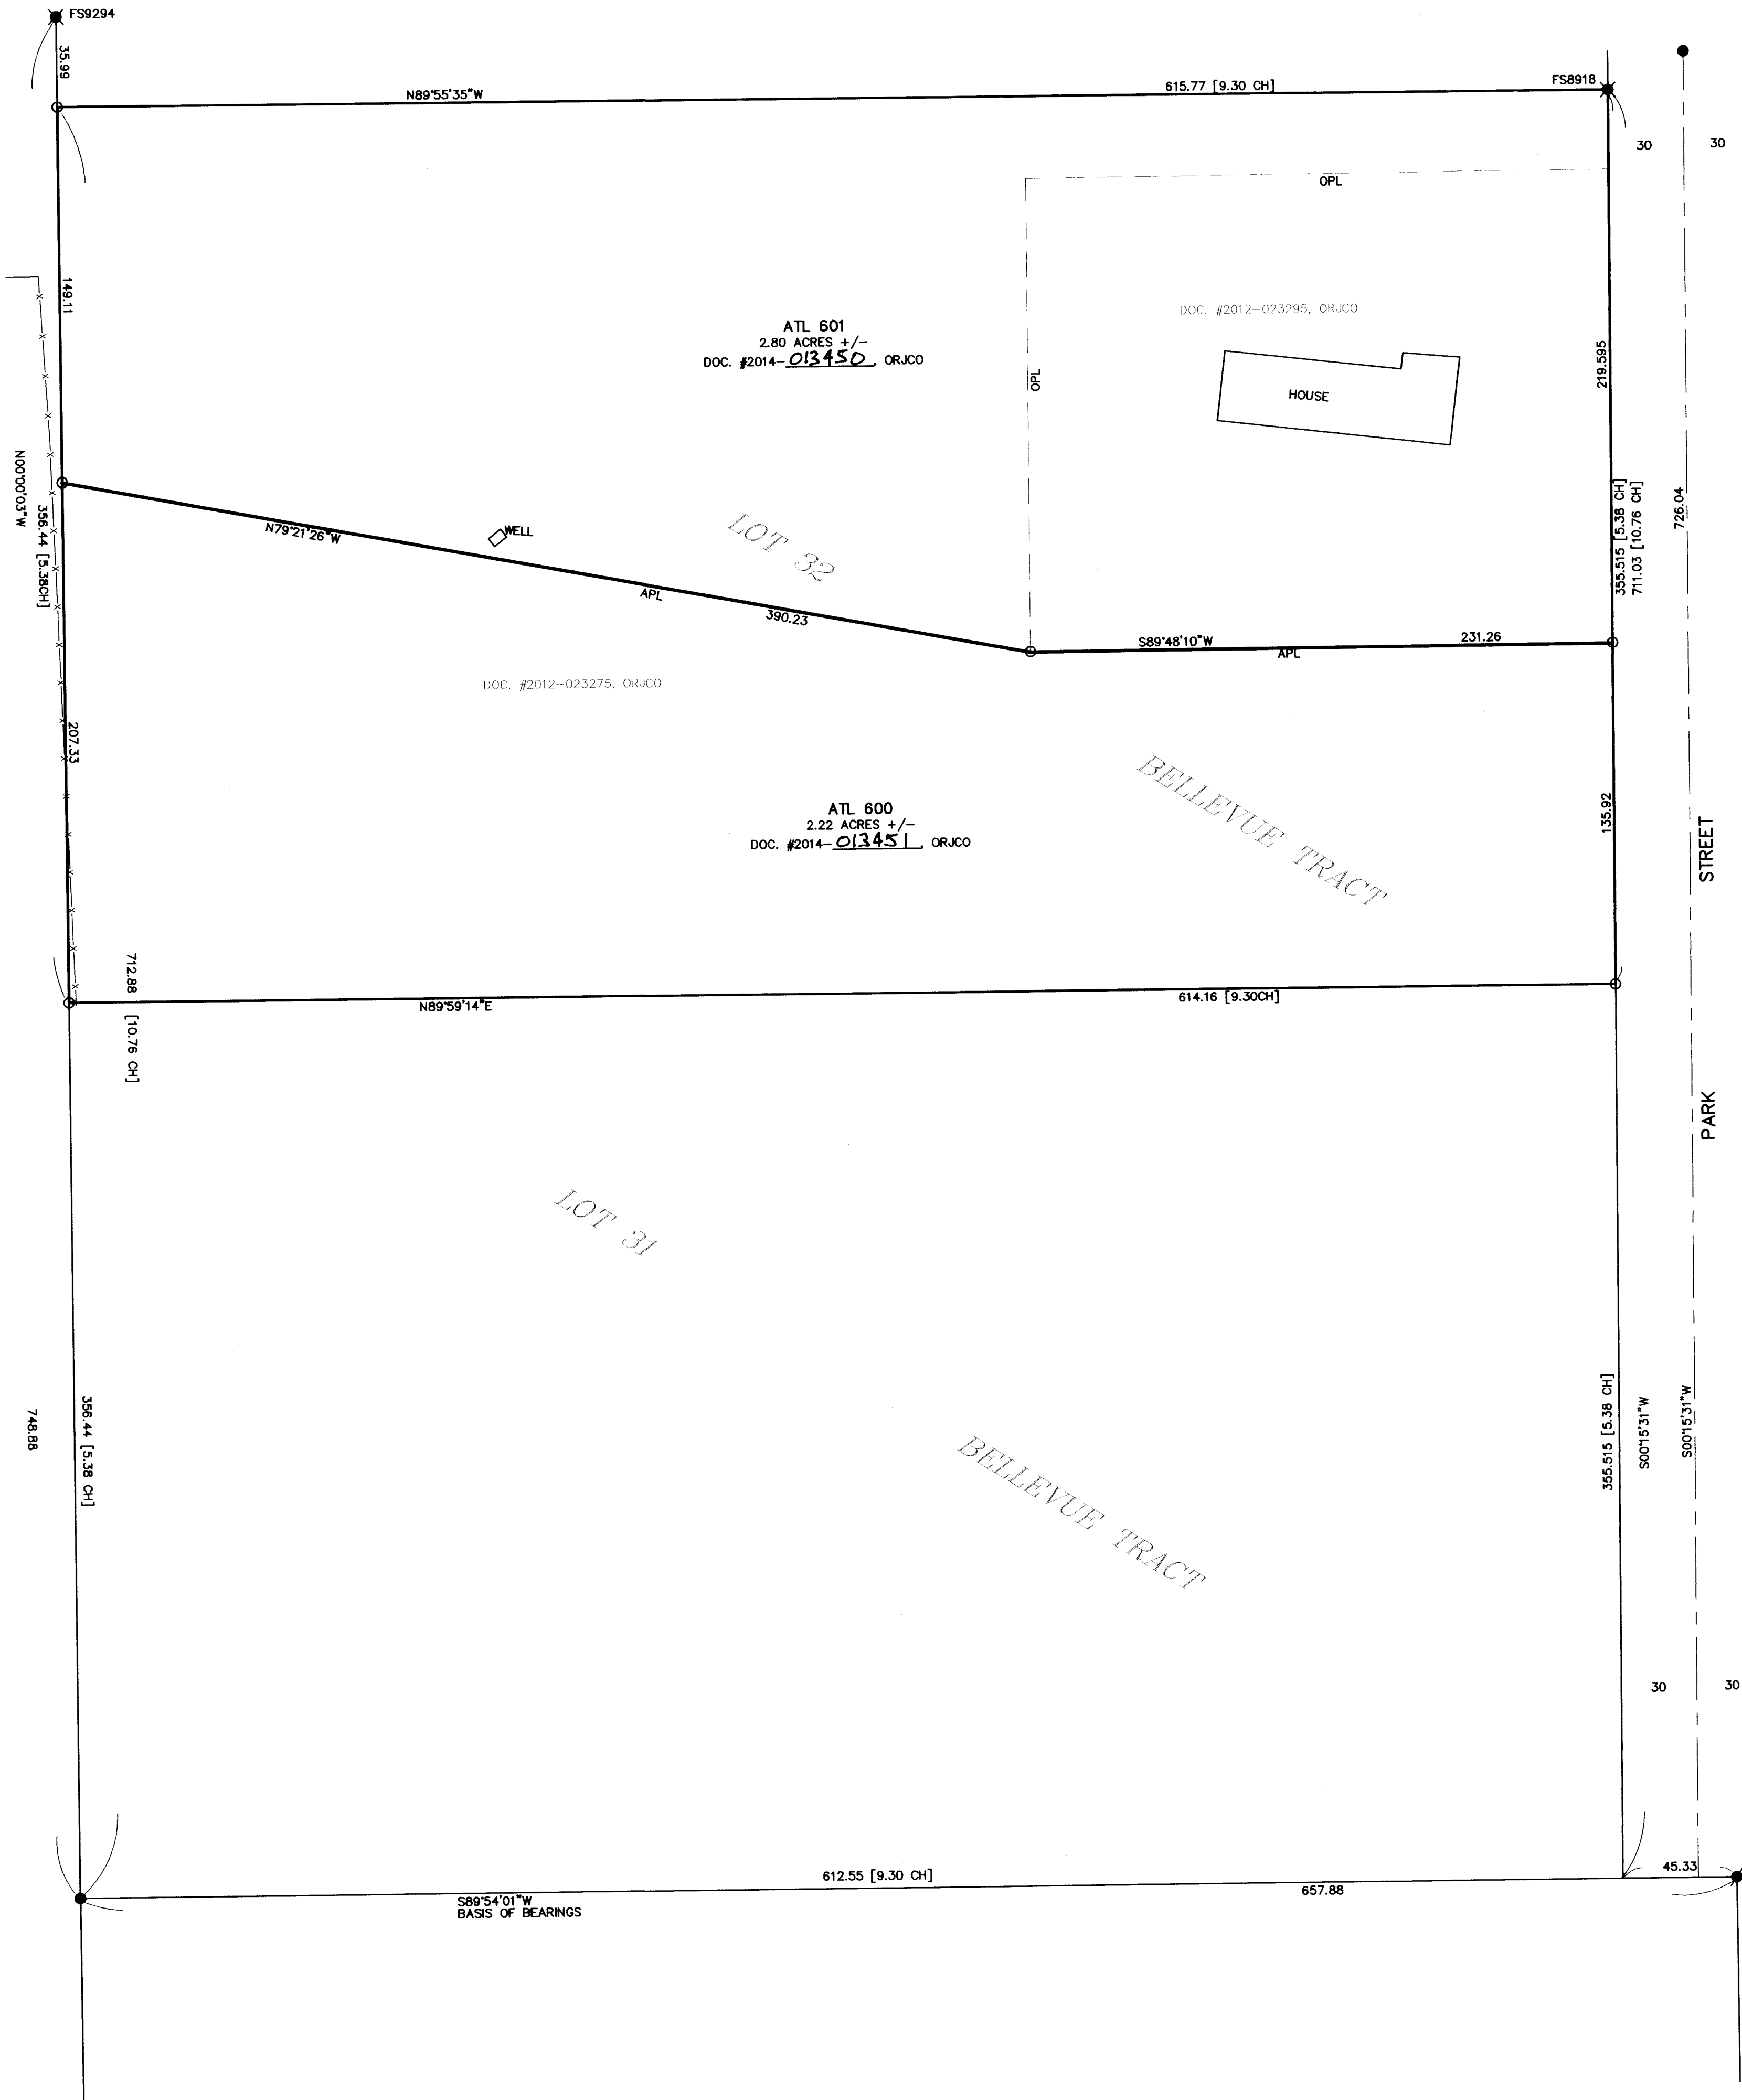 FS9294
35.99
N89°55'35"W
615.77 [9.30 CH]
FS8918
30
30
OPL
149.11
DOC. #2012-023295, ORJCO
ATL 601
2.80 ACRES +/-
DOC. #2014-013450, ORJCO
OPL
HOUSE
219.595
N00°00'03"W
356.44 [5.38CH]
355.515 [5.38 CH]
711.03 [10.76 CH]
726.04
N79°21'26"W
WELL
LOT 32
APL
390.23
S89°48'10"W
231.26
APL
DOC. #2012-023275, ORJCO
207.33
BELLEVUE TRACT
ATL 600
2.22 ACRES +/-
DOC. #2014-013451, ORJCO
135.92
STREET
712.88 [10.76 CH]
N89°59'14"E
614.16 [9.30CH]
PARK
LOT 31
748.88
356.44 [5.38 CH]
BELLEVUE TRACT
355.515 [5.38 CH]
S00°15'31"W
S00°15'31"W
30
30
612.55 [9.30 CH]
45.33
657.88
S89°54'01"W
BASIS OF BEARINGS